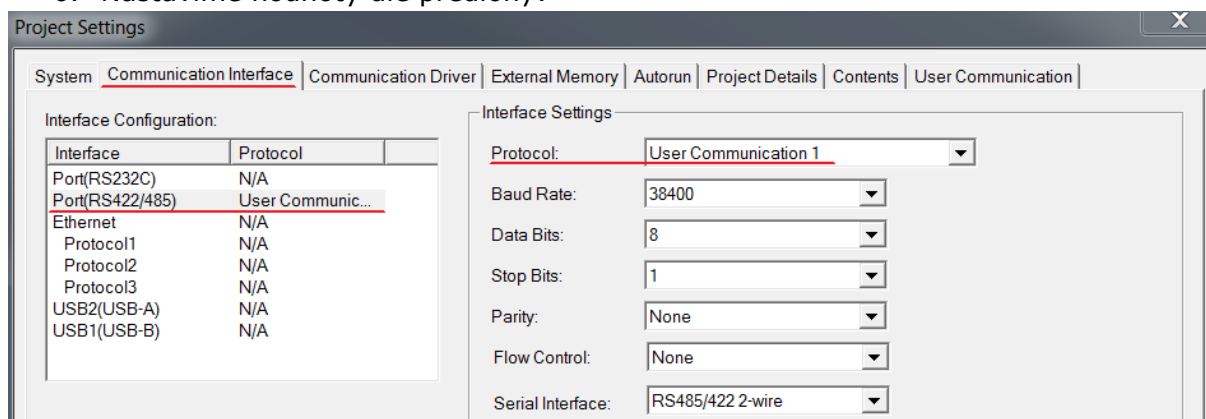 Project Settings
X
System Communication Interface Communication Driver External Memory Autorun Project Details Contents User Communication
Interface Configuration:
Interface Protocol
Port(RS232C) N/A
Port(RS422/485) User Communic...
Ethernet N/A
Protocol1 N/A
Protocol2 N/A
Protocol3 N/A
USB2(USB-A) N/A
USB1(USB-B) N/A
Interface Settings
Protocol: User Communication 1
Baud Rate: 38400
Data Bits: 8
Stop Bits: 1
Parity: None
Flow Control: None
Serial Interface: RS485/422 2-wire